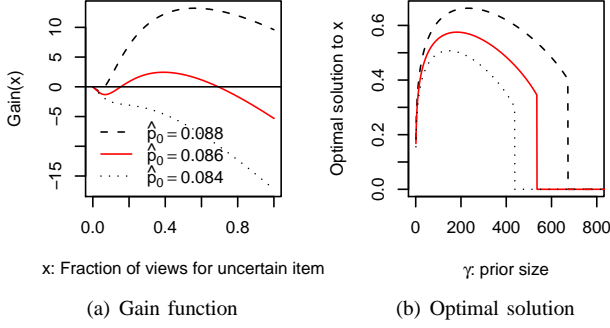 Gain(x)
10
5
0
−5
−15
p̂₀ = 0.088
p̂₀ = 0.086
p̂₀ = 0.084
0.0 0.4 0.8
x: Fraction of views for uncertain item
(a) Gain function
Optimal solution to x
0.6
0.4
0.2
0.0
0 200 400 600 800
γ: prior size
(b) Optimal solution